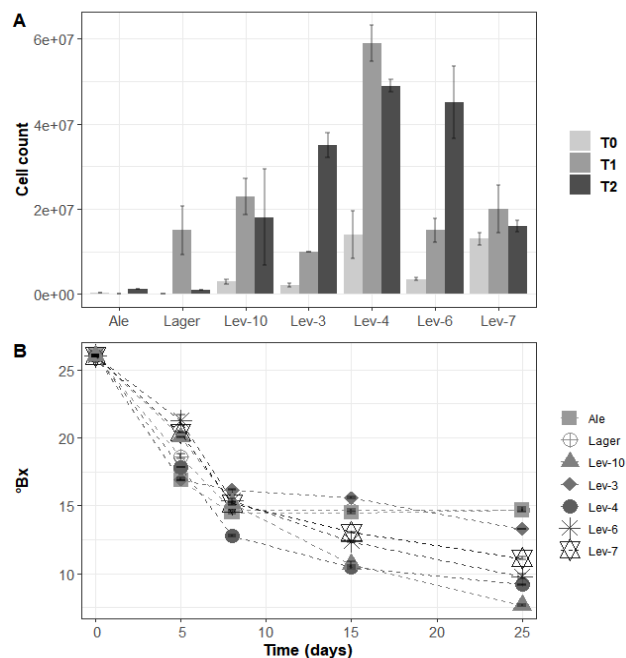 A
Cell count
6e+07
4e+07
2e+07
0e+00
Ale Lager Lev-10 Lev-3 Lev-4 Lev-6 Lev-7
T0
T1
T2
B
°Bx
25
20
15
10
0 5 10 15 20 25
Time (days)
Ale
Lager
Lev-10
Lev-3
Lev-4
Lev-6
Lev-7